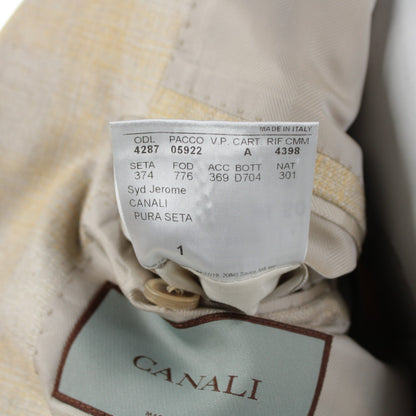 MADE IN ITALY
ODL PACCO V.P. CART RIF CMM
4287 05922 A 4398
SETA FOD ACC BOTT NAT
374 776 369 D704 301
Syd Jerome
CANALI
PURA SETA
1
CANALI